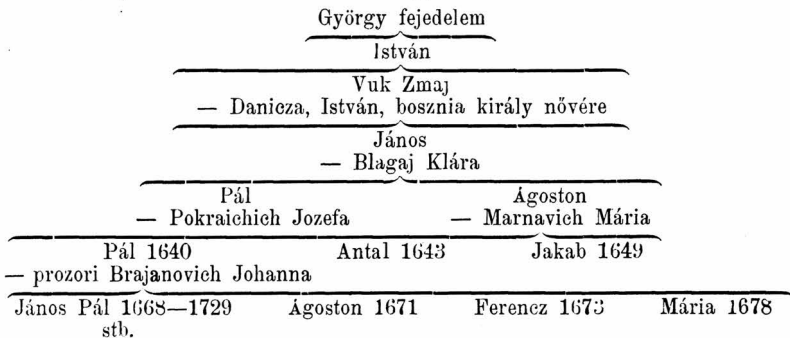 György fejedelem
István
Vuk Zmaj
— Danicza, István, bosznia király nővére
János
— Blagaj Klára
Pál Ágoston
— Pokraichich Jozefa — Marnavich Mária
Pál 1640 Antal 1643 Jakab 1649
— prozori Brajanovich Johanna
János Pál 1668—1729 Ágoston 1671 Ferencz 1673 Mária 1678
stb.